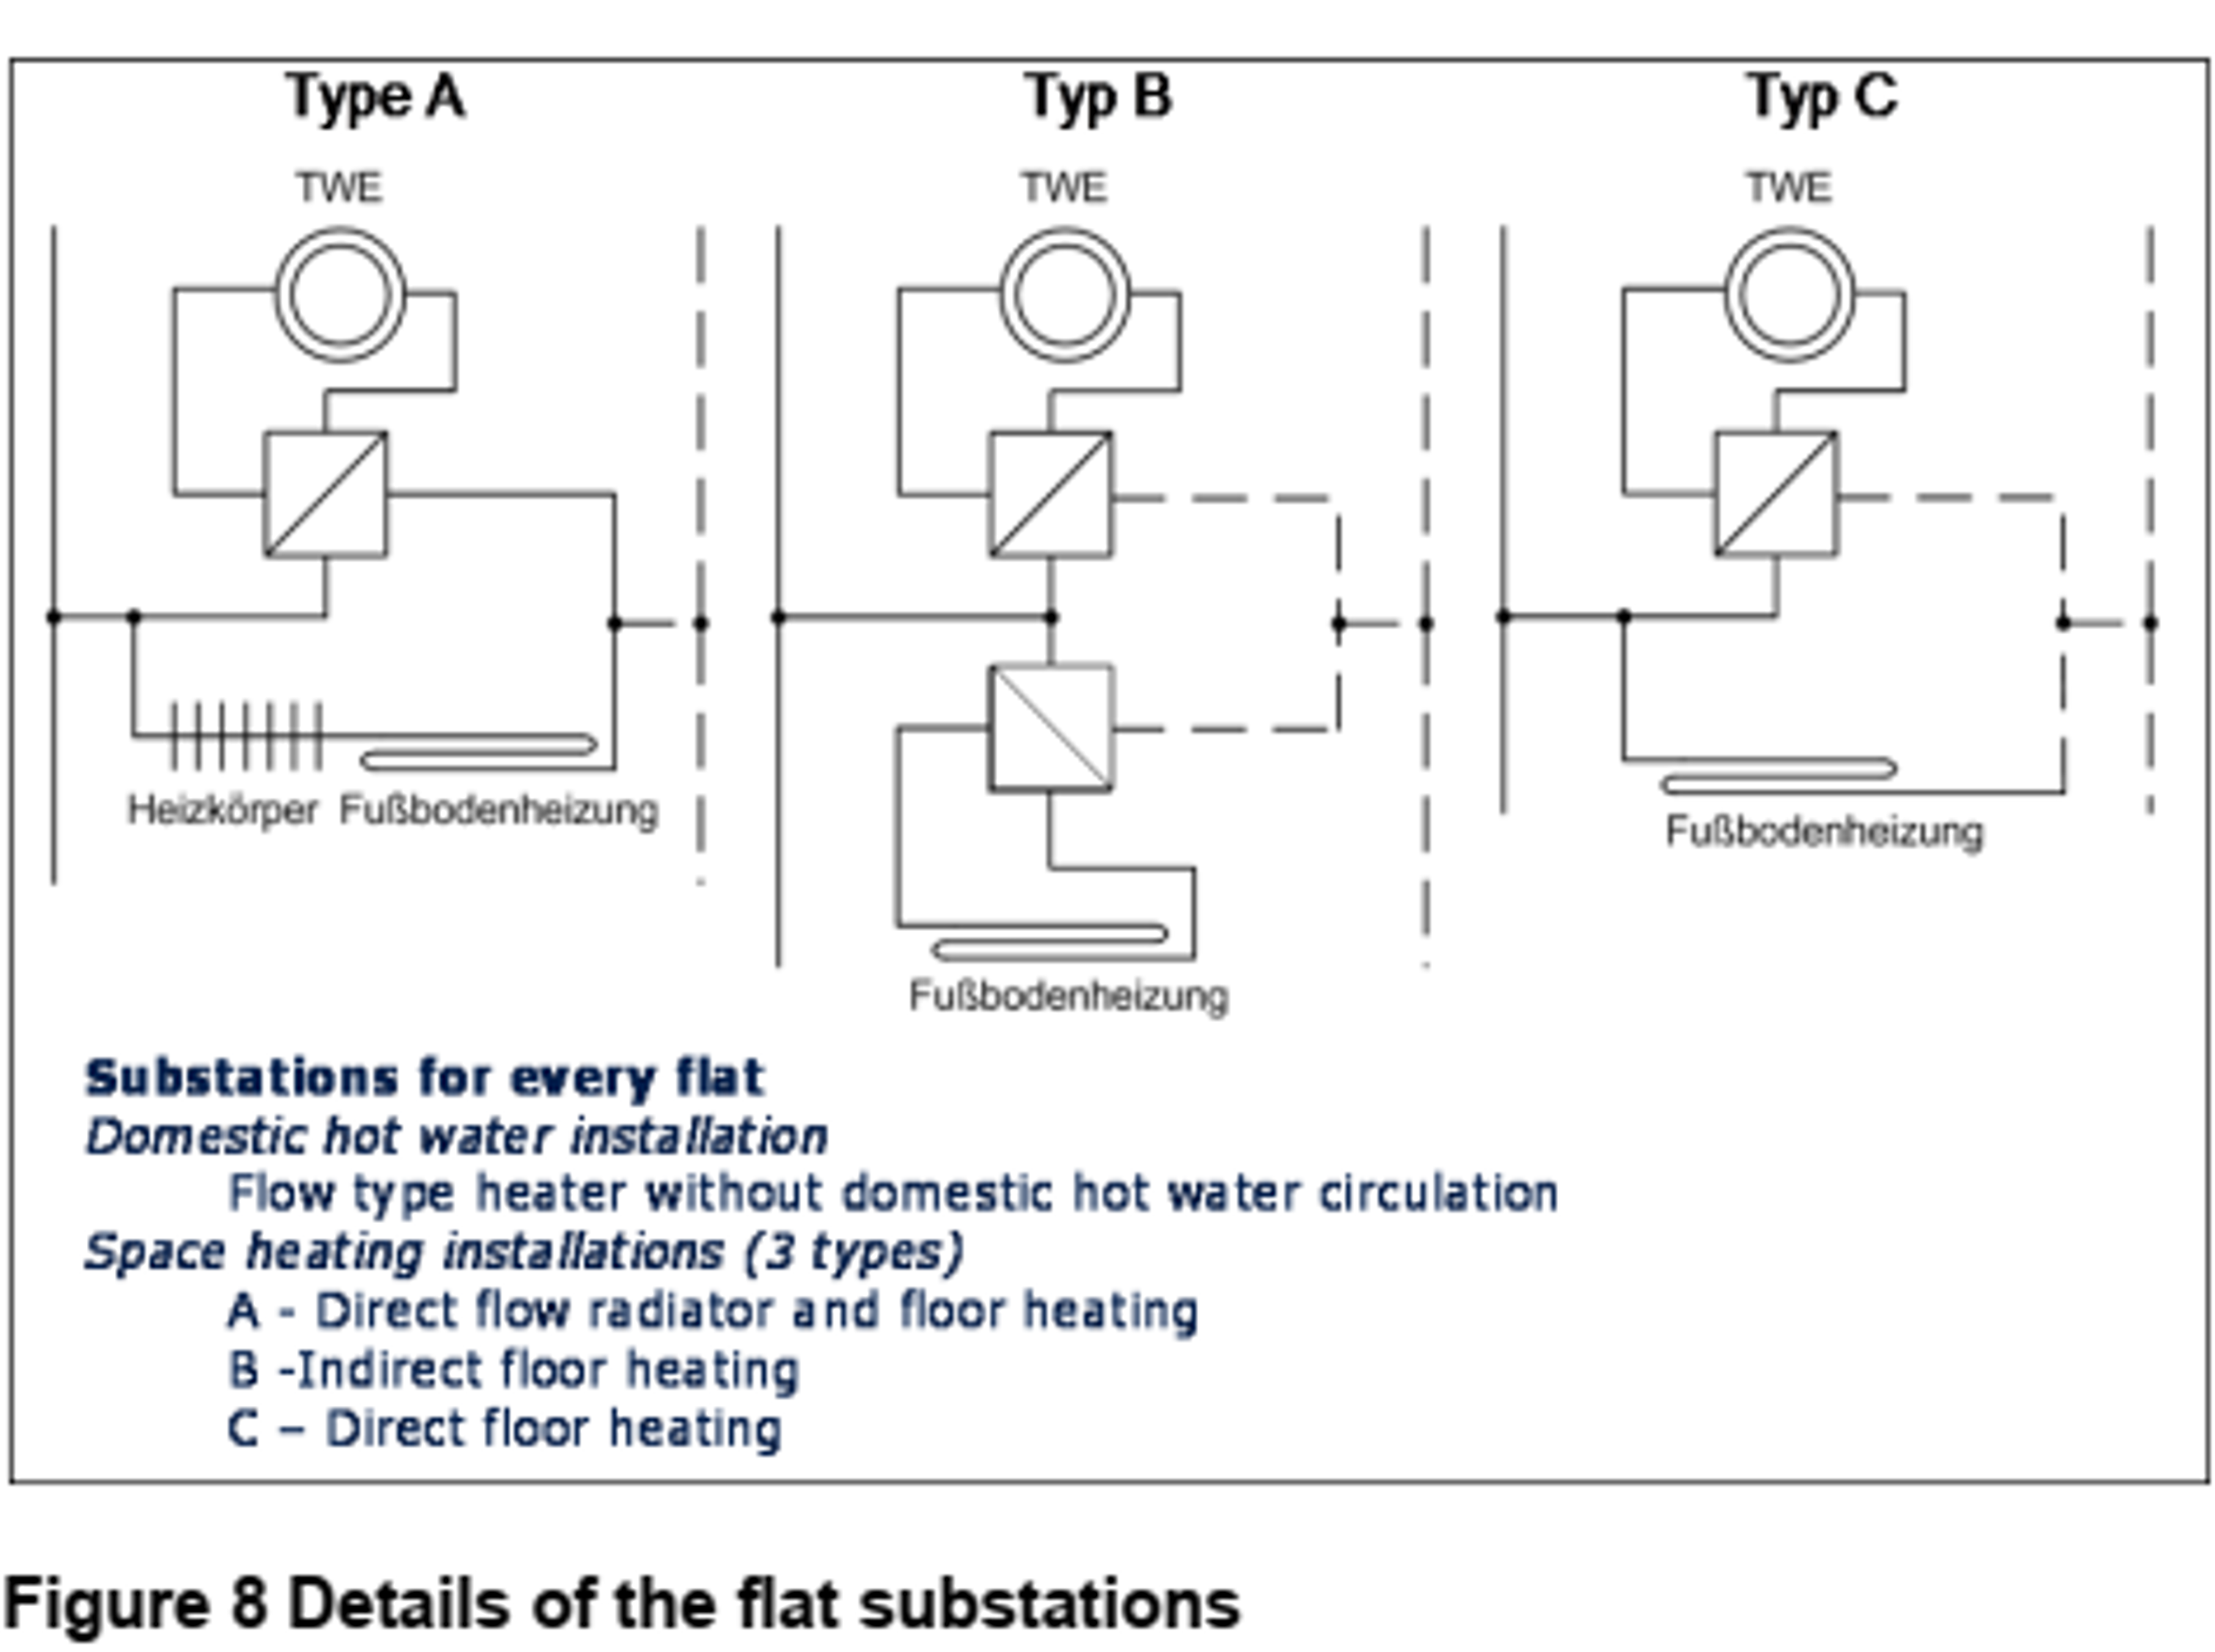 Type A Typ B Typ C
TWE TWE TWE
Heizkörper Fußbodenheizung
Fußbodenheizung
Fußbodenheizung
Substations for every flat
Domestic hot water installation
Flow type heater without domestic hot water circulation
Space heating installations (3 types)
A - Direct flow radiator and floor heating
B -Indirect floor heating
C – Direct floor heating
Figure 8 Details of the flat substations